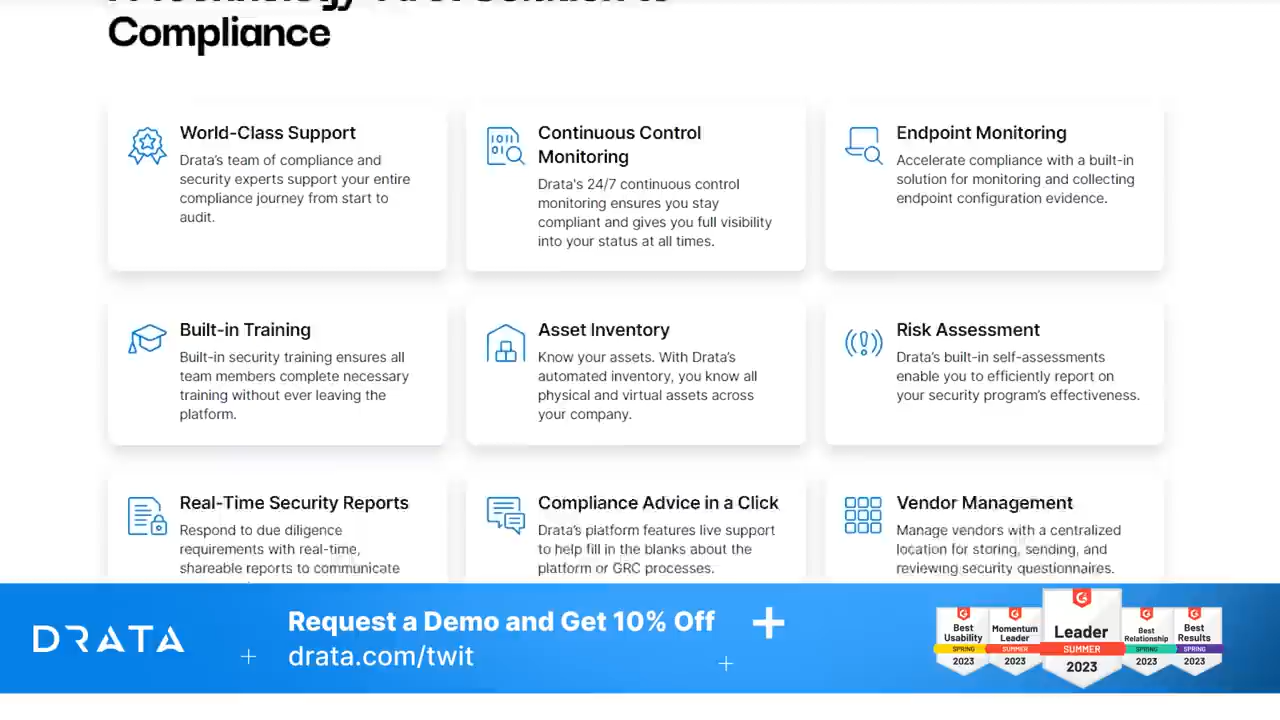 Compliance
World-Class Support
Drata's team of compliance and
security experts support your entire
compliance journey from start to
audit.
Continuous Control
Monitoring
Drata's 24/7 continuous control
monitoring ensures you stay
compliant and gives you full visibility
into your status at all times.
Endpoint Monitoring
Accelerate compliance with a built-in
solution for monitoring and collecting
endpoint configuration evidence.
Built-in Training
Built-in security training ensures all
team members complete necessary
training without ever leaving the
platform.
Asset Inventory
Know your assets. With Drata's
automated inventory, you know all
physical and virtual assets across
your company.
Risk Assessment
Drata's built-in self-assessments
enable you to efficiently report on
your security program's effectiveness.
Real-Time Security Reports
Respond to due diligence
requirements with real-time,
shareable reports to communicate
Compliance Advice in a Click
Drata's platform features live support
to help fill in the blanks about the
platform or GRC processes.
Vendor Management
Manage vendors with a centralized
location for storing, sending, and
reviewing security questionnaires.
DRATA
Request a Demo and Get 10% Off
drata.com/twit
Best
Usability
SPRING
2023
Momentum
Leader
SUMMER
2023
Leader
SUMMER
2023
Best
Relationship
SPRING
2023
Best
Results
SPRING
2023